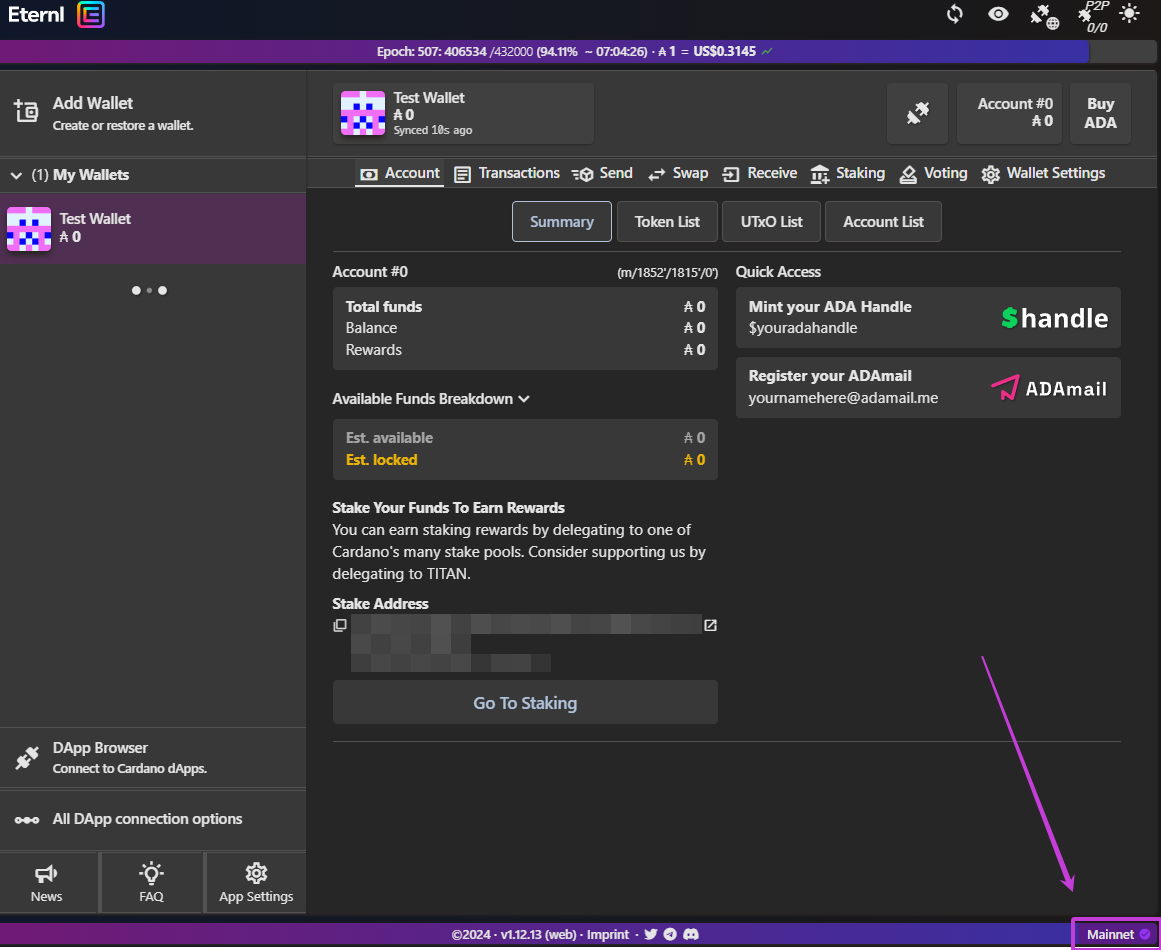 Eternl
P2P
0/0
Epoch: 507: 406534 /432000 (94.11% ~ 07:04:26) · ₳ 1 = US$0.3145
Add Wallet
Create or restore a wallet.
(1) My Wallets
Test Wallet
₳ 0
Test Wallet
₳ 0
Synced 10s ago
Account #0
₳ 0
Buy
ADA
Account Transactions Send Swap Receive Staking Voting Wallet Settings
Summary Token List UTxO List Account List
Account #0 (m/1852'/1815'/0')
Total funds ₳ 0
Balance ₳ 0
Rewards ₳ 0
Available Funds Breakdown
Est. available ₳ 0
Est. locked ₳ 0
Stake Your Funds To Earn Rewards
You can earn staking rewards by delegating to one of
Cardano's many stake pools. Consider supporting us by
delegating to TITAN.
Stake Address
Go To Staking
Quick Access
Mint your ADA Handle
$youradahandle
$handle
Register your ADAmail
yournamehere@adamail.me
ADAmail
DApp Browser
Connect to Cardano dApps.
All DApp connection options
News FAQ App Settings
©2024 · v1.12.13 (web) · Imprint ·
Mainnet